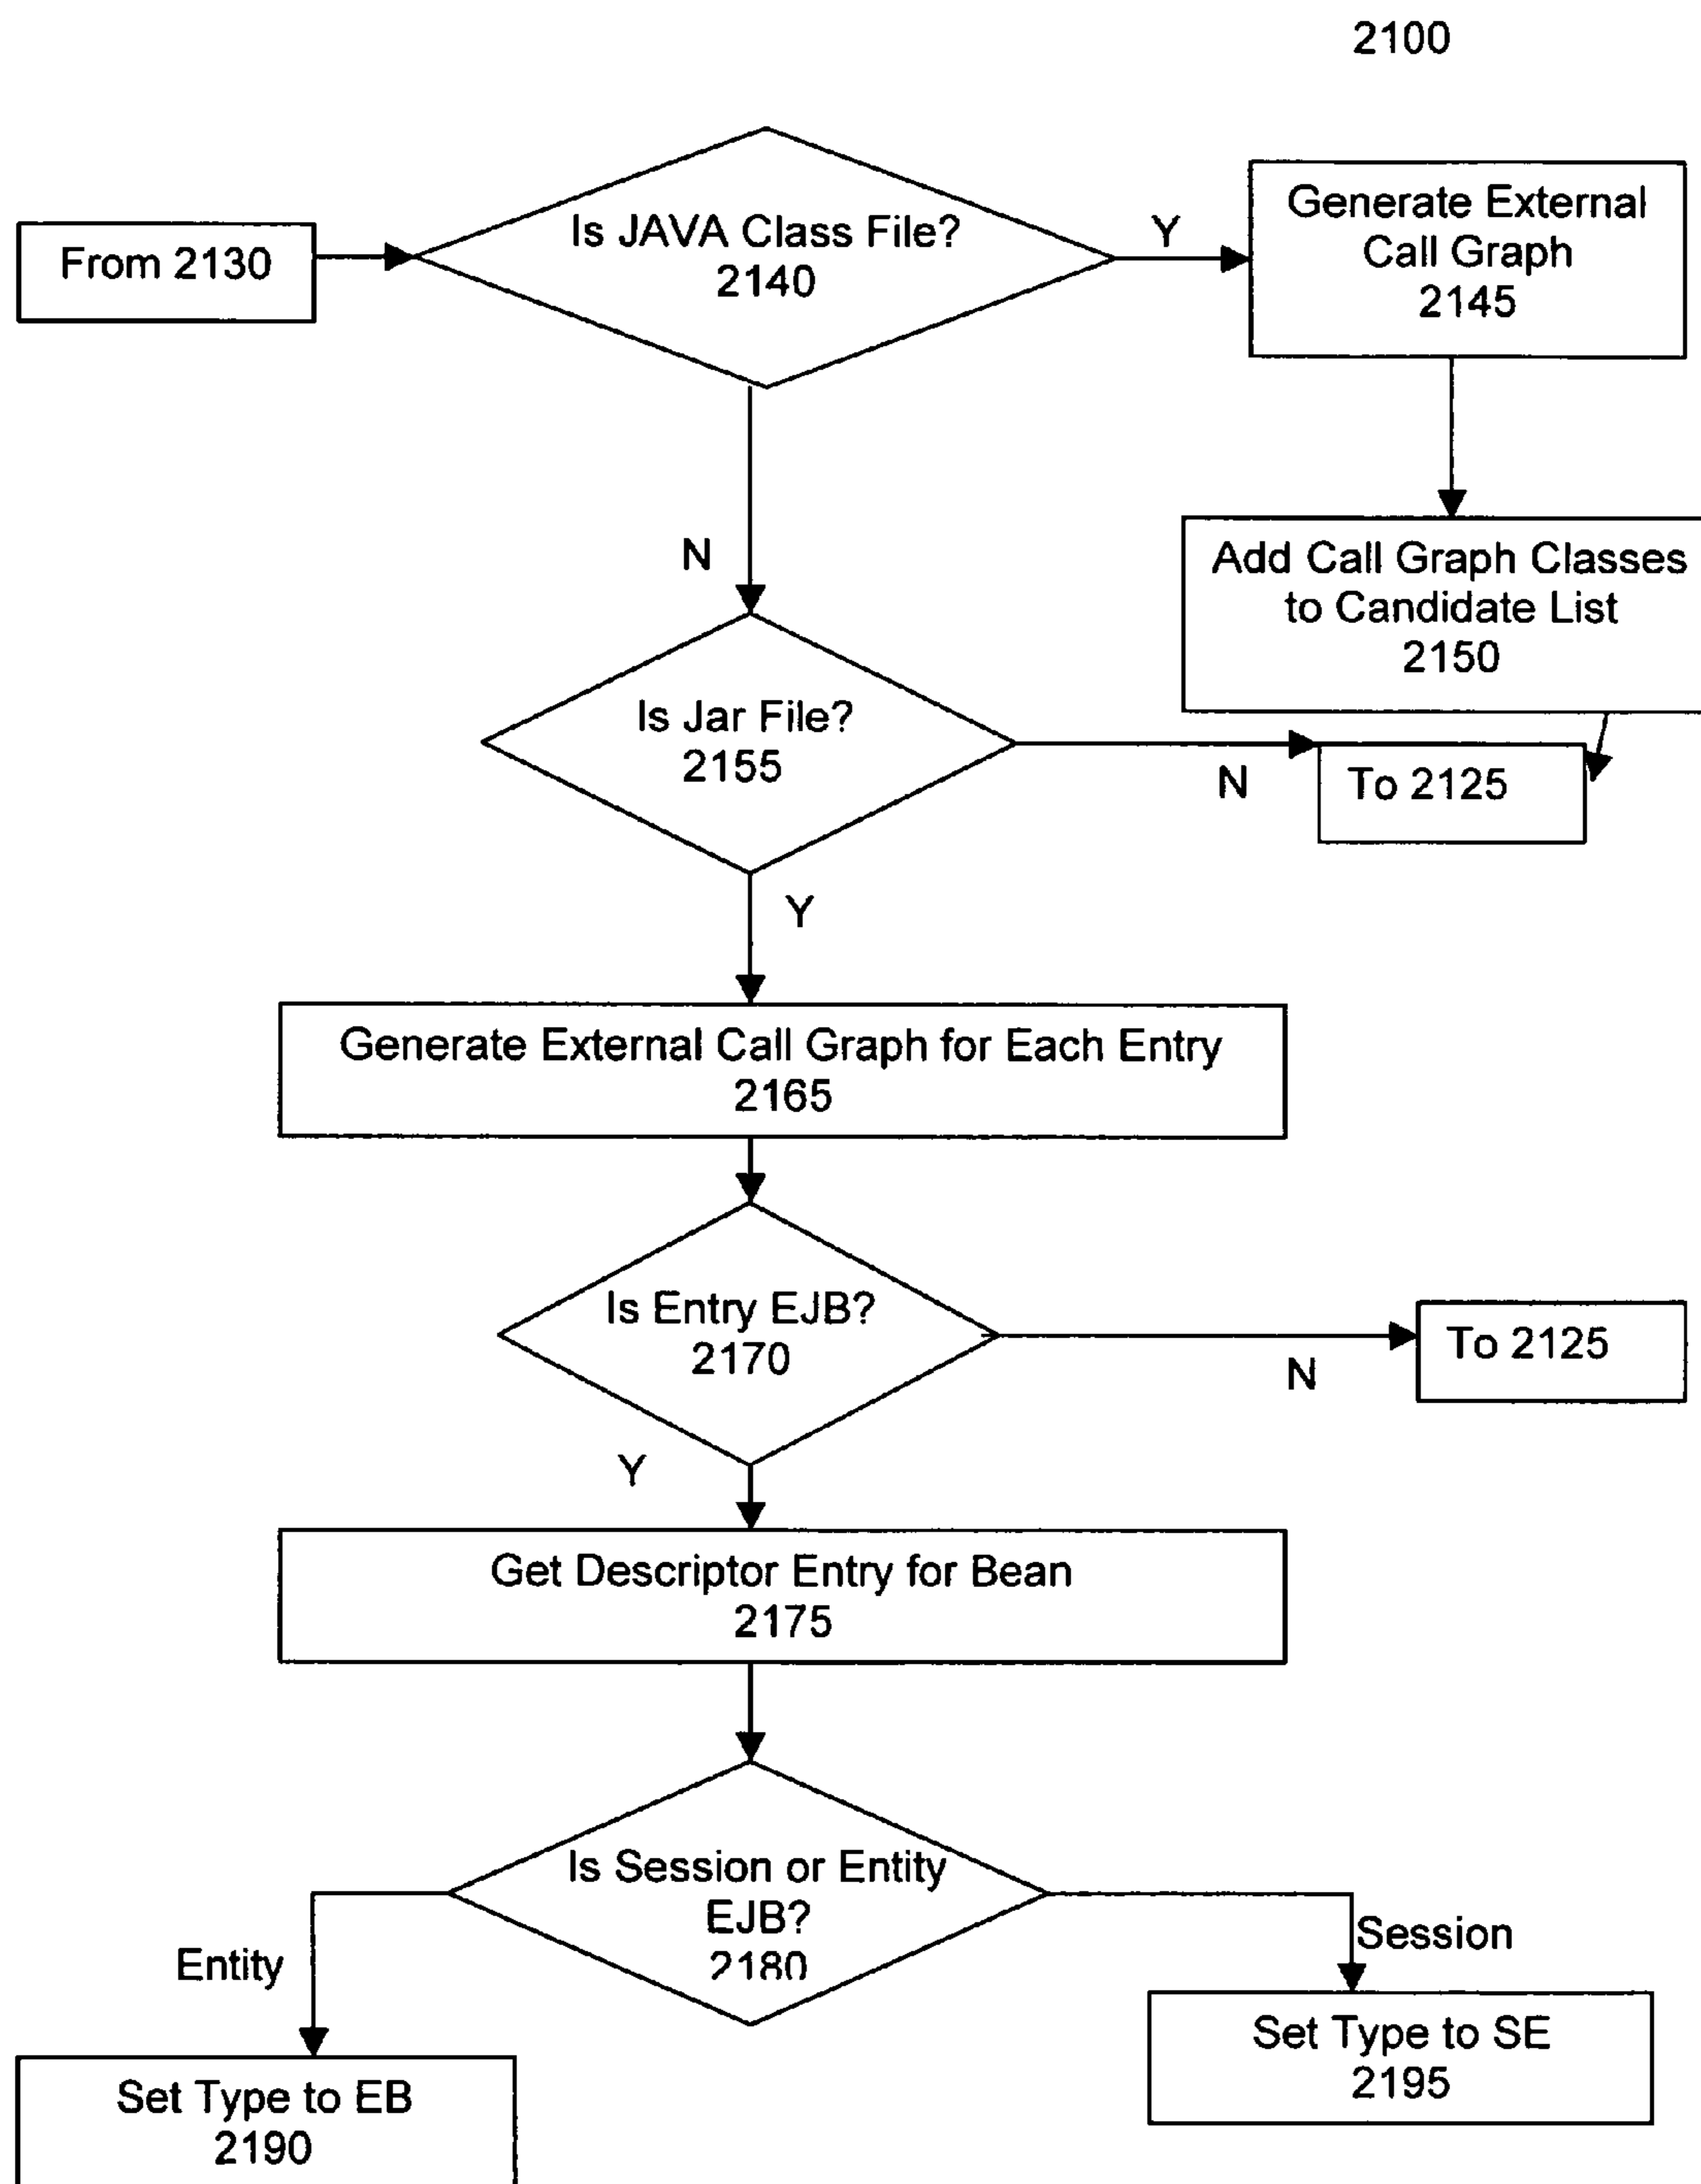 2100
From 2130
Is JAVA Class File?
2140
Y
Generate External
Call Graph
2145
N
Add Call Graph Classes
to Candidate List
2150
Is Jar File?
2155
N
To 2125
Y
Generate External Call Graph for Each Entry
2165
Is Entry EJB?
2170
N
To 2125
Y
Get Descriptor Entry for Bean
2175
Is Session or Entity
EJB?
2180
Entity
Session
Set Type to EB
2190
Set Type to SE
2195